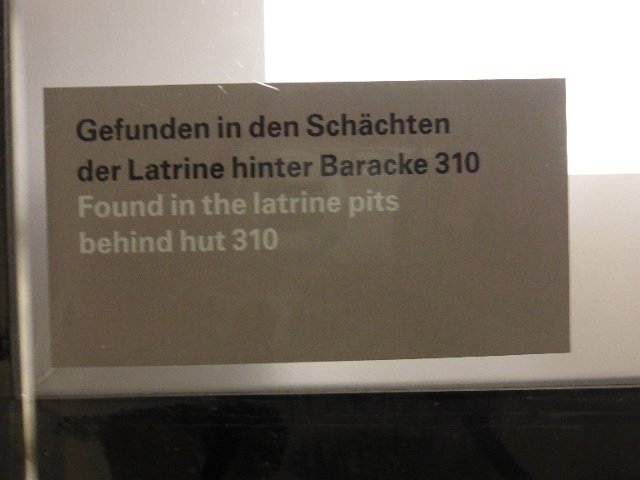 Gefunden in den Schächten
der Latrine hinter Baracke 310
Found in the latrine pits
behind hut 310